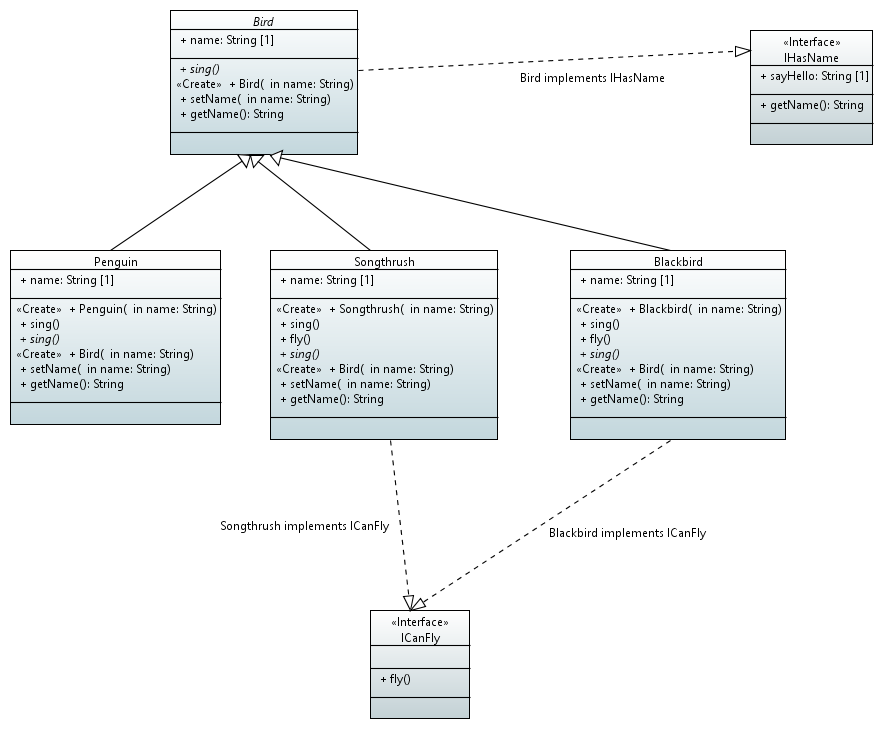 Bird
+ name: String [1]
+ sing()
«Create» + Bird( in name: String)
+ setName( in name: String)
+ getName(): String
Bird implements IHasName
«Interface»
IHasName
+ sayHello: String [1]
+ getName(): String
Penguin
+ name: String [1]
«Create» + Penguin( in name: String)
+ sing()
+ sing()
«Create» + Bird( in name: String)
+ setName( in name: String)
+ getName(): String
Songthrush
+ name: String [1]
«Create» + Songthrush( in name: String)
+ sing()
+ fly()
+ sing()
«Create» + Bird( in name: String)
+ setName( in name: String)
+ getName(): String
Blackbird
+ name: String [1]
«Create» + Blackbird( in name: String)
+ sing()
+ fly()
+ sing()
«Create» + Bird( in name: String)
+ setName( in name: String)
+ getName(): String
Songthrush implements ICanFly
Blackbird implements ICanFly
«Interface»
ICanFly
+ fly()